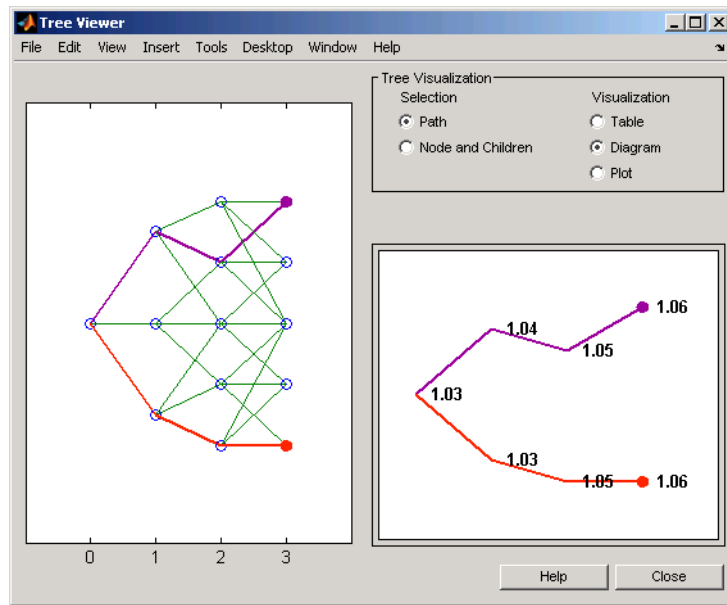 Tree Viewer
File Edit View Insert Tools Desktop Window Help
Tree Visualization
Selection Visualization
Path Table
Node and Children Diagram
Plot
1.04 1.06
1.05
1.03
1.03
1.05 1.06
0 1 2 3
Help Close